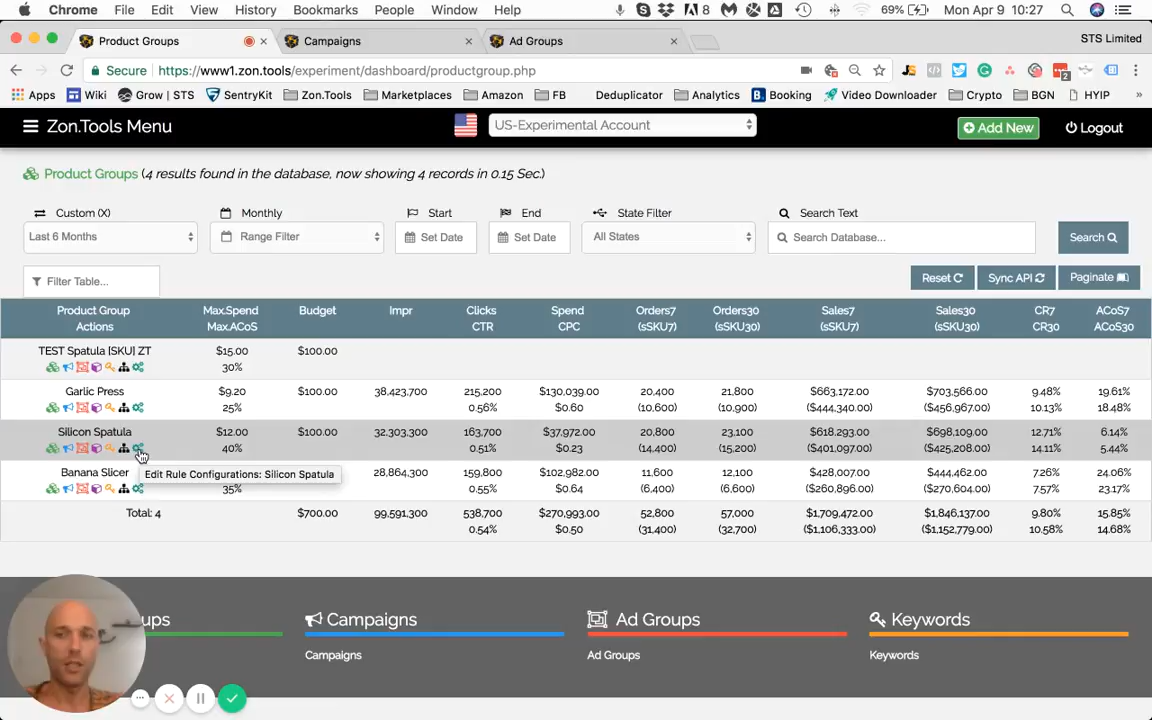 Chrome File Edit View History Bookmarks People Window Help 8 69% Mon Apr 9 10:27
Product Groups Campaigns Ad Groups STS Limited
Secure https://www1.zon.tools/experiment/dashboard/productgroup.php 2
Apps Wiki Grow | STS SentryKit Zon.Tools Marketplaces Amazon FB Deduplicator Analytics Booking Video Downloader Crypto BGN HYIP »
Zon.Tools Menu US-Experimental Account Add New Logout
Product Groups (4 results found in the database, now showing 4 records in 0.15 Sec.)
Custom (X) Monthly Start End State Filter Search Text
Last 6 Months Range Filter Set Date Set Date All States Search Database... Search
Filter Table... Reset Sync API Paginate
Product Group Max.Spend Budget Impr Clicks Spend Orders7 Orders30 Sales7 Sales30 CR7 ACoS7
Actions Max.ACoS CTR CPC (sSKU7) (sSKU30) (sSKU7) (sSKU30) CR30 ACoS30
TEST Spatula [SKU] ZT $15.00 $100.00
30%
Garlic Press $9.20 $100.00 38,423,700 215,200 $130,039.00 20,400 21,800 $663,172.00 $703,566.00 9.48% 19.61%
25% 0.56% $0.60 (10,600) (10,900) ($444,340.00) ($456,967.00) 10.13% 18.48%
Silicon Spatula $12.00 $100.00 32,303,300 163,700 $37,972.00 20,800 23,100 $618,293.00 $698,109.00 12.71% 6.14%
40% 0.51% $0.23 (14,400) (15,200) ($401,097.00) ($425,208.00) 14.11% 5.44%
Banana Slicer 28,864,300 159,800 $102,982.00 11,600 12,100 $428,007.00 $444,462.00 7.26% 24.06%
Edit Rule Configurations: Silicon Spatula
35% 0.55% $0.64 (6,400) (6,600) ($260,896.00) ($270,604.00) 7.57% 23.17%
Total: 4 $700.00 99,591,300 538,700 $270,993.00 52,800 57,000 $1,709,472.00 $1,846,137.00 9.80% 15.85%
0.54% $0.50 (31,400) (32,700) ($1,106,333.00) ($1,152,779.00) 10.58% 14.68%
ups Campaigns Ad Groups Keywords
Campaigns Ad Groups Keywords